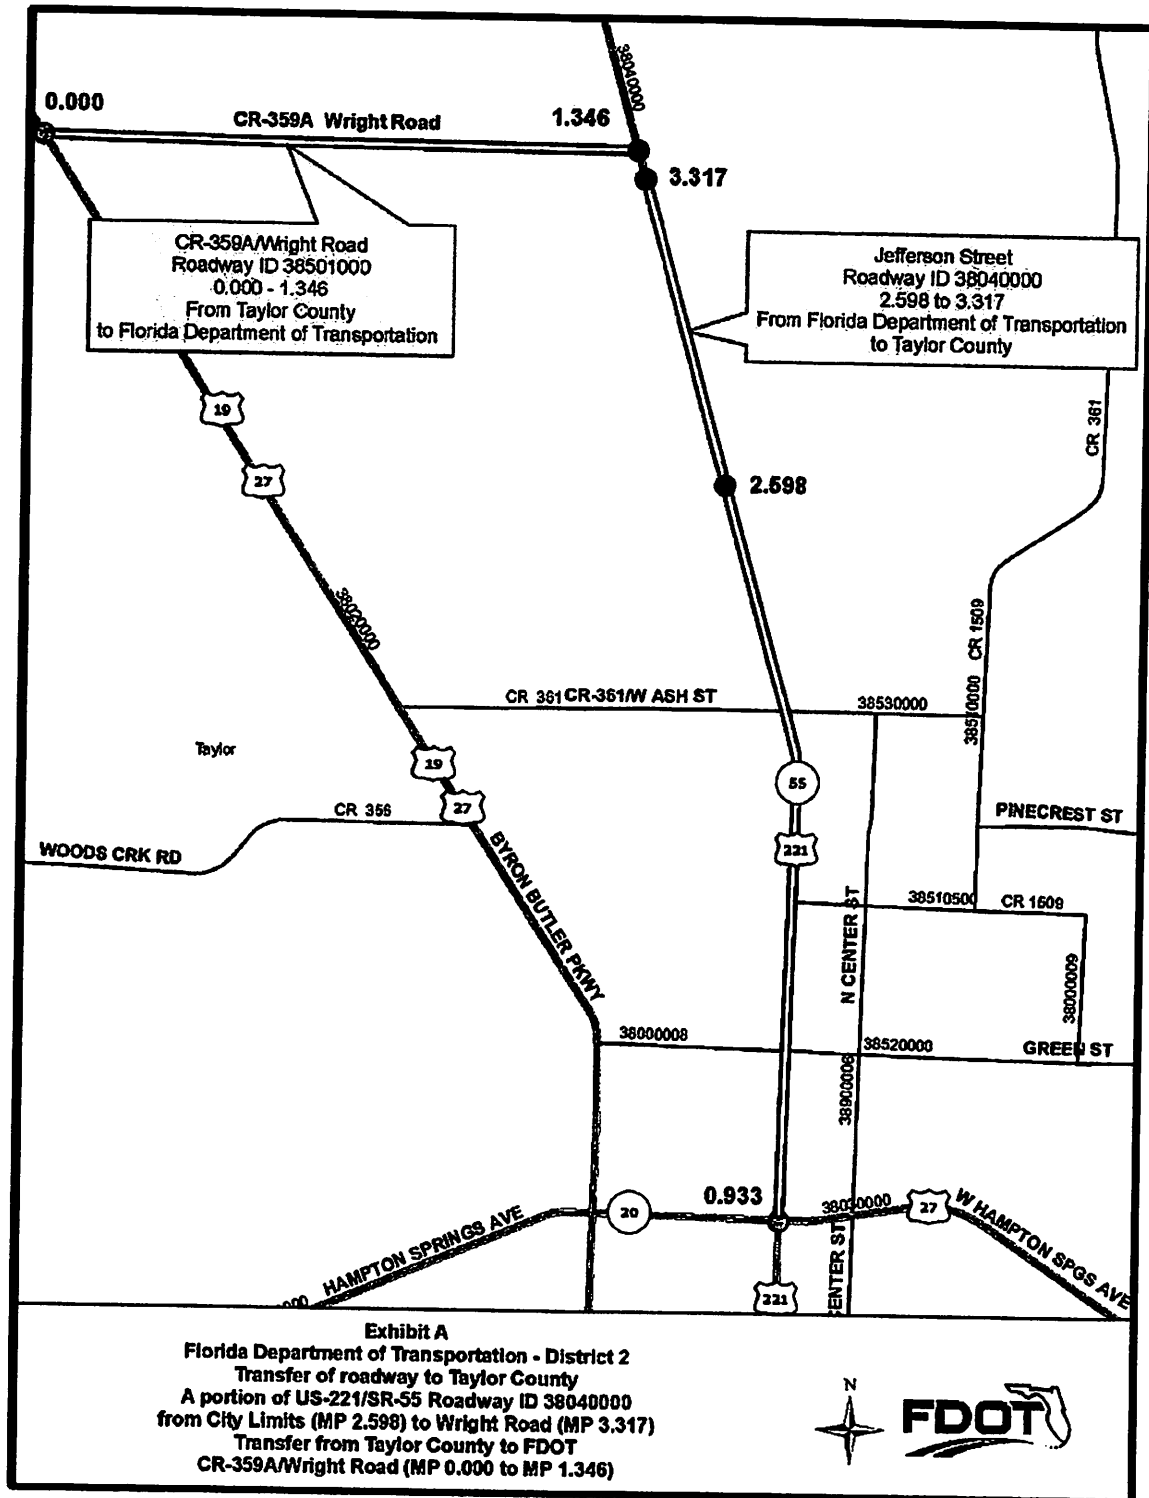 38040000
0.000
CR-359A Wright Road
1.346
3.317
CR-359A/Wright Road
Roadway ID 38501000
0.000 - 1.346
From Taylor County
to Florida Department of Transportation
Jefferson Street
Roadway ID 38040000
2.598 to 3.317
From Florida Department of Transportation
to Taylor County
19
27
CR 361
2.598
38020000
CR 1509
38510000
CR 361 CR-361/W ASH ST
38530000
Taylor
19
27
55
CR 356
PINECREST ST
WOODS CRK RD
BYRON BUTLER PKWY
221
38510500
CR 1509
N CENTER ST
38000009
38000008
38520000
GREEN ST
38900006
0.933
20
38030000
27
HAMPTON SPRINGS AVE
W HAMPTON SPGS AVE
CENTER ST
221
Exhibit A
Florida Department of Transportation - District 2
Transfer of roadway to Taylor County
A portion of US-221/SR-55 Roadway ID 38040000
from City Limits (MP 2.598) to Wright Road (MP 3.317)
Transfer from Taylor County to FDOT
CR-359A/Wright Road (MP 0.000 to MP 1.346)
N
FDOT